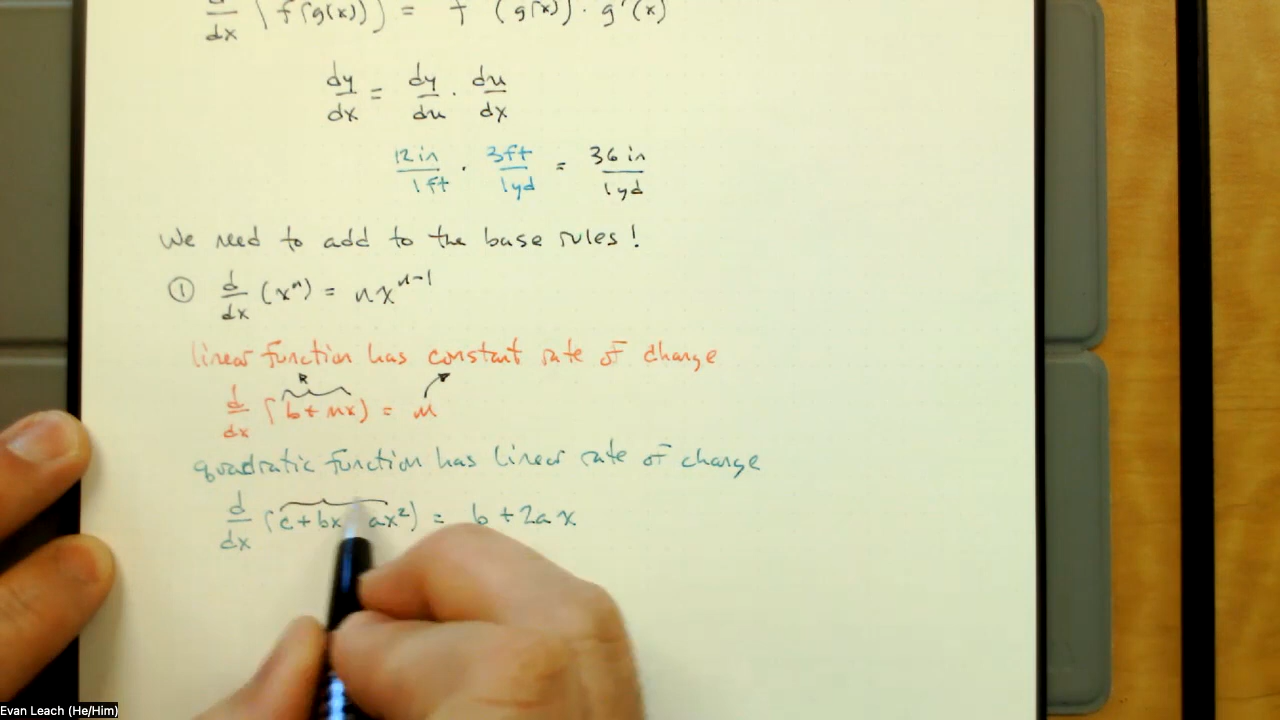 d/dx (f(g(x))) = f (g(x)) · g'(x)
dy/dx = dy/du · du/dx
12 in/1 ft · 3 ft/1 yd = 36 in/1 yd
We need to add to the base rules!
① d/dx (xⁿ) = nxⁿ⁻¹
linear function has constant rate of change
d/dx (b + mx) = m
quadratic function has linear rate of change
d/dx (c + bx ax²) = b + 2ax
Evan Leach (He/Him)